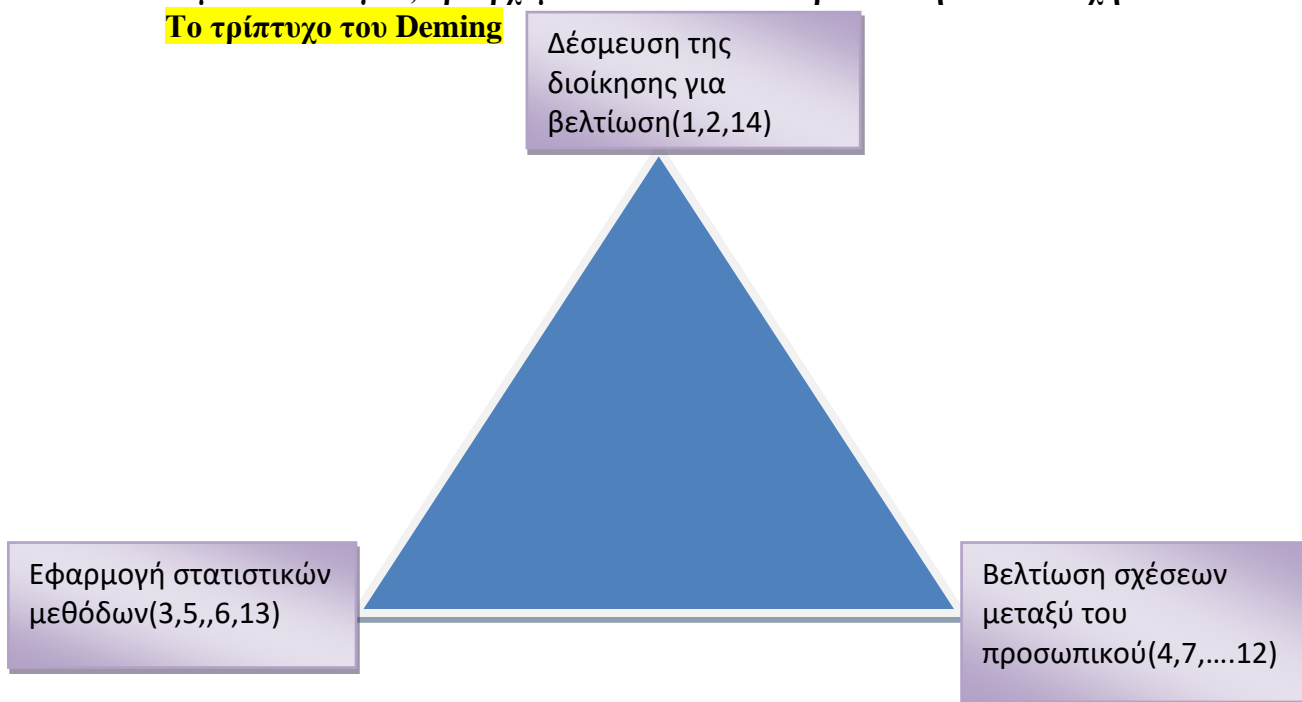 Το τρίπτυχο του Deming
Δέσμευση της
διοίκησης για
βελτίωση(1,2,14)
Εφαρμογή στατιστικών
μεθόδων(3,5,,6,13)
Βελτίωση σχέσεων
μεταξύ του
προσωπικού(4,7,....12)